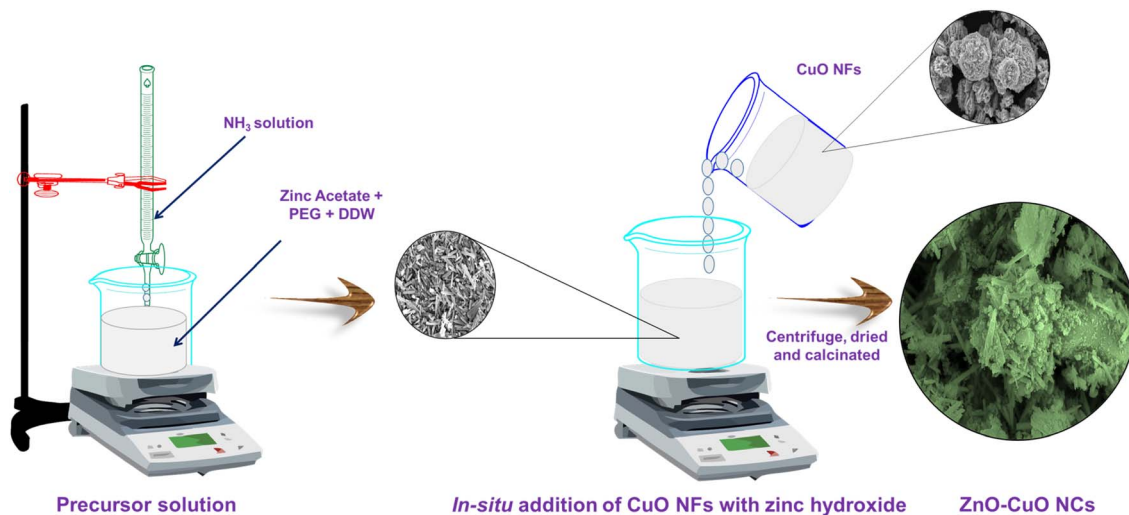 CuO NFs
NH₃ solution
Zinc Acetate +
PEG + DDW
Centrifuge, dried
and calcinated
Precursor solution
In-situ addition of CuO NFs with zinc hydroxide
ZnO-CuO NCs